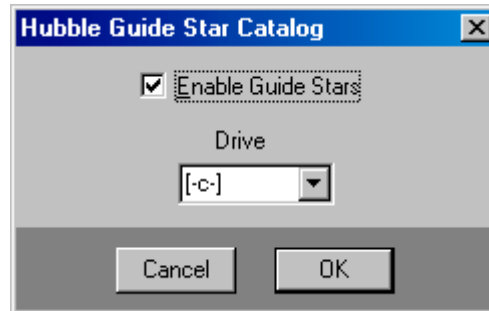 Hubble Guide Star Catalog
Enable Guide Stars
Drive
[-c-]
Cancel OK